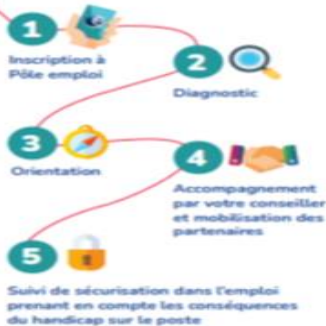 1
Inscription à
Pôle emploi
2
Diagnostic
3
Orientation
4
Accompagnement
par votre conseiller
et mobilisation des
partenaires
5
Suivi de sécurisation dans l'emploi
prenant en compte les conséquences
du handicap sur le poste